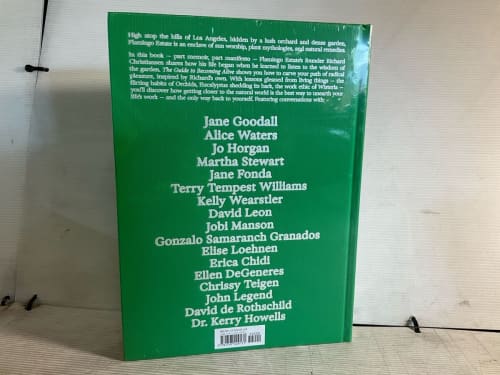 High atop the hills of Los Angeles, hidden by a lush orchard and dense garden,
Flamingo Estate is an enclave of sun worship, plant mythologies, and natural remedies.
In this book — part memoir, part manifesto — Flamingo Estate's founder Richard
Christiansen shares how his life began when he learned to listen to the wisdom of
the garden. The Guide to Becoming Alive shows you how to carve your path of radical
pleasure, inspired by Richard's own. With lessons gleaned from living things — the
flirting habits of Orchids, Eucalyptus shedding its bark, the work ethic of Wisteria —
you'll discover how getting closer to the natural world is the best way to unearth your
life's work — and the only way back to yourself. Featuring conversations with:
Jane Goodall
Alice Waters
Jo Horgan
Martha Stewart
Jane Fonda
Terry Tempest Williams
Kelly Wearstler
David Leon
Jobi Manson
Gonzalo Samaranch Granados
Elise Loehnen
Erica Chidi
Ellen DeGeneres
Chrissy Teigen
John Legend
David de Rothschild
Dr. Kerry Howells